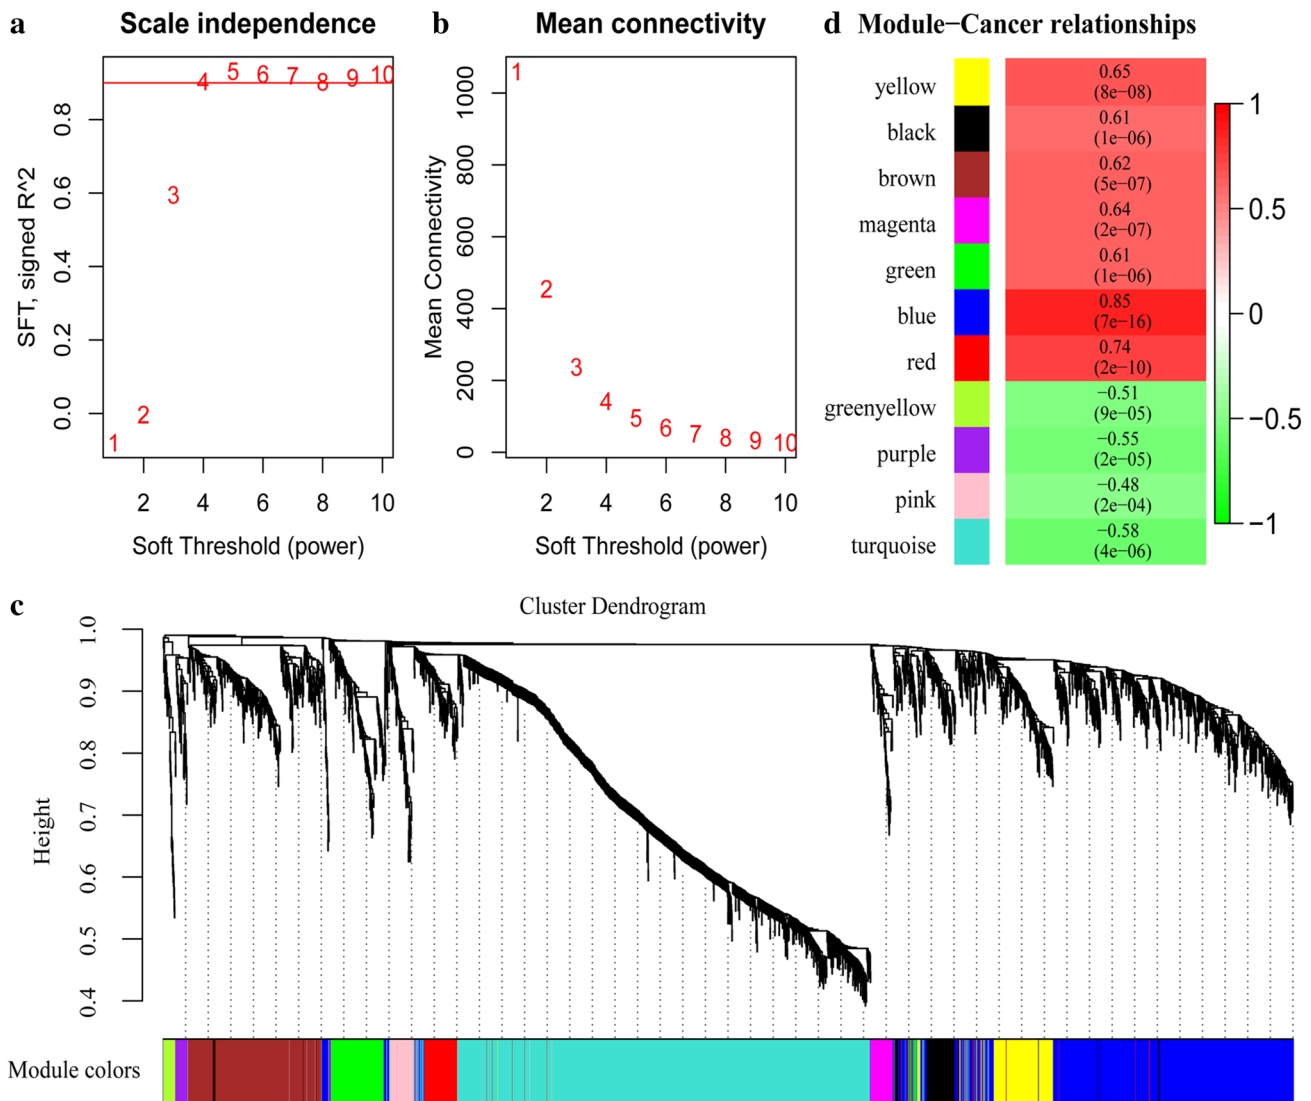 a
Scale independence
SFT, signed R^2
0.0
0.2
0.4
0.6
0.8
1
2
3
4
5
6
7
8
9
10
2
4
6
8
10
Soft Threshold (power)
b
Mean connectivity
Mean Connectivity
0
200
400
600
800
1000
1
2
3
4
5
6
7
8
9
10
2
4
6
8
10
Soft Threshold (power)
d
Module−Cancer relationships
yellow
0.65
(8e−08)
black
0.61
(1e−06)
brown
0.62
(5e−07)
magenta
0.64
(2e−07)
green
0.61
(1e−06)
blue
0.85
(7e−16)
red
0.74
(2e−10)
greenyellow
−0.51
(9e−05)
purple
−0.55
(2e−05)
pink
−0.48
(2e−04)
turquoise
−0.58
(4e−06)
1
0.5
0
−0.5
−1
c
Cluster Dendrogram
Height
1.0
0.9
0.8
0.7
0.6
0.5
0.4
Module colors